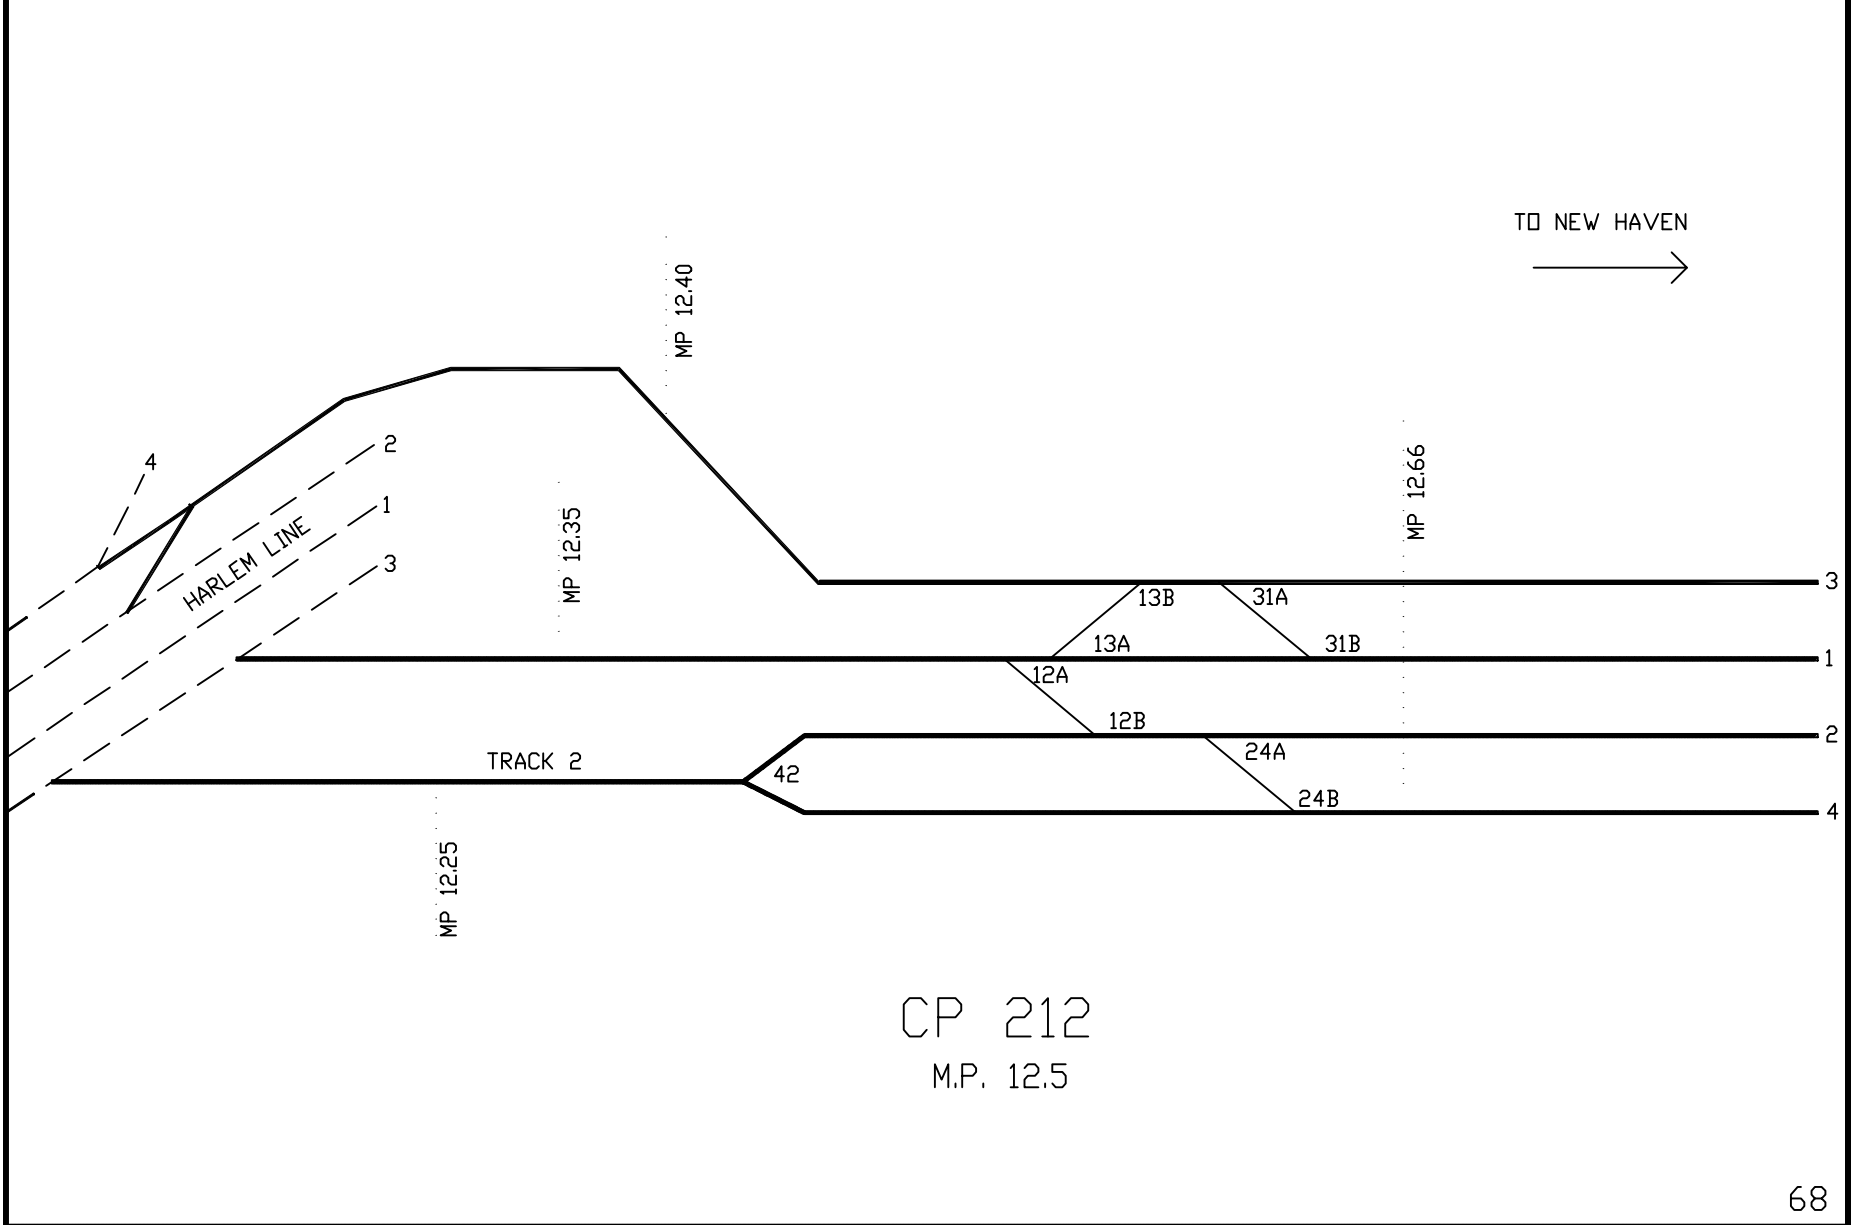 TO NEW HAVEN
MP 12.40
2
4
1
HARLEM LINE
MP 12.35
MP 12.66
3
3
13B
31A
13A
31B
1
12A
12B
2
TRACK 2
42
24A
24B
4
MP 12.25
CP 212
M.P. 12.5
68